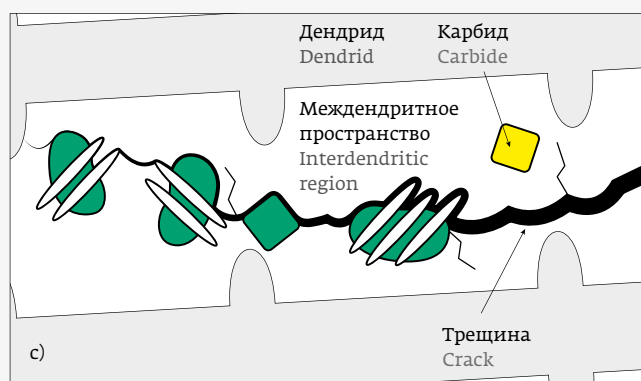 Дендрид
Dendrid
Карбид
Carbide
Междендритное
пространство
Interdendritic
region
Трещина
Crack
c)